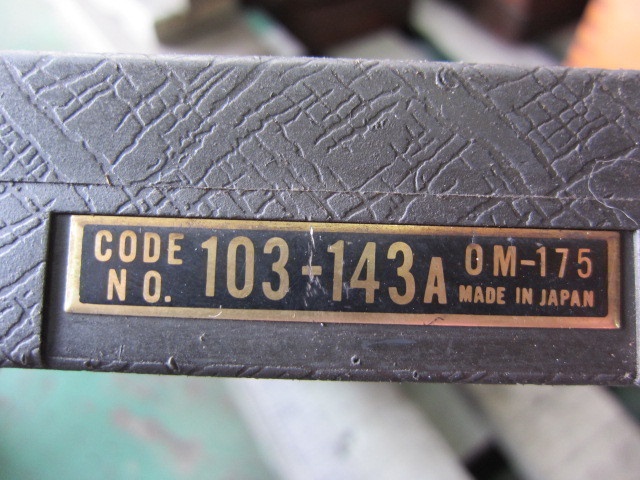 CODE NO. 103-143A OM-175
MADE IN JAPAN